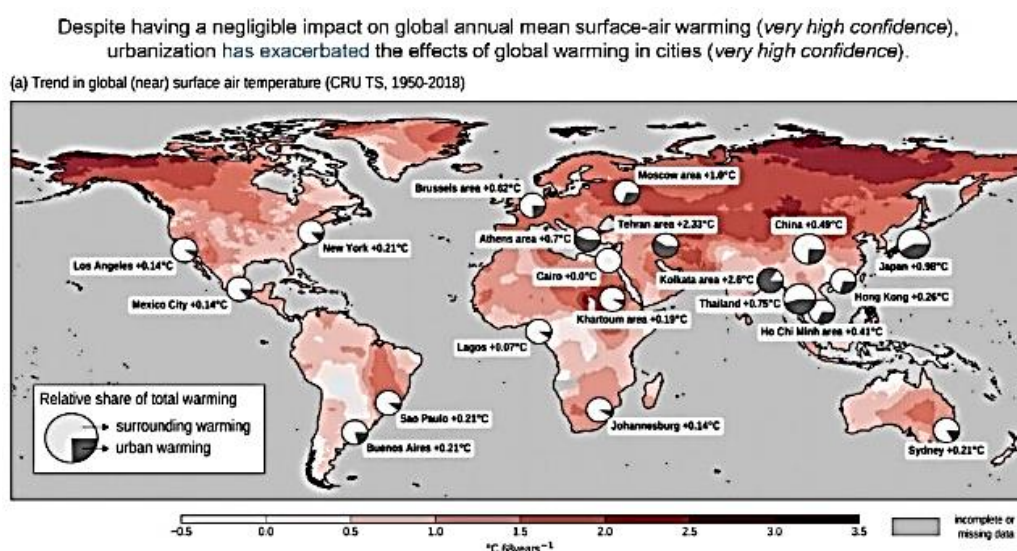 Despite having a negligible impact on global annual mean surface-air warming (very high confidence),
urbanization has exacerbated the effects of global warming in cities (very high confidence).
(a) Trend in global (near) surface air temperature (CRU TS, 1950-2018)
Moscow area +1.0°C
Brussels area +0.62°C
Tehran area +2.33°C
China +0.49°C
Athens area +0.7°C
New York +0.21°C
Los Angeles +0.14°C
Cairo +0.0°C
Kolkata area +2.6°C
Japan +0.98°C
Mexico City +0.14°C
Thailand +0.75°C
Hong Kong +0.26°C
Khartoum area +0.19°C
Ho Chi Minh area +0.41°C
Lagos +0.07°C
Relative share of total warming
surrounding warming
urban warming
Sao Paulo +0.21°C
Johannesburg +0.14°C
Buenos Aires +0.21°C
Sydney +0.21°C
−0.5 0.0 0.5 1.0 1.5 2.0 2.5 3.0 3.5
°C 68years⁻¹
incomplete or
missing data